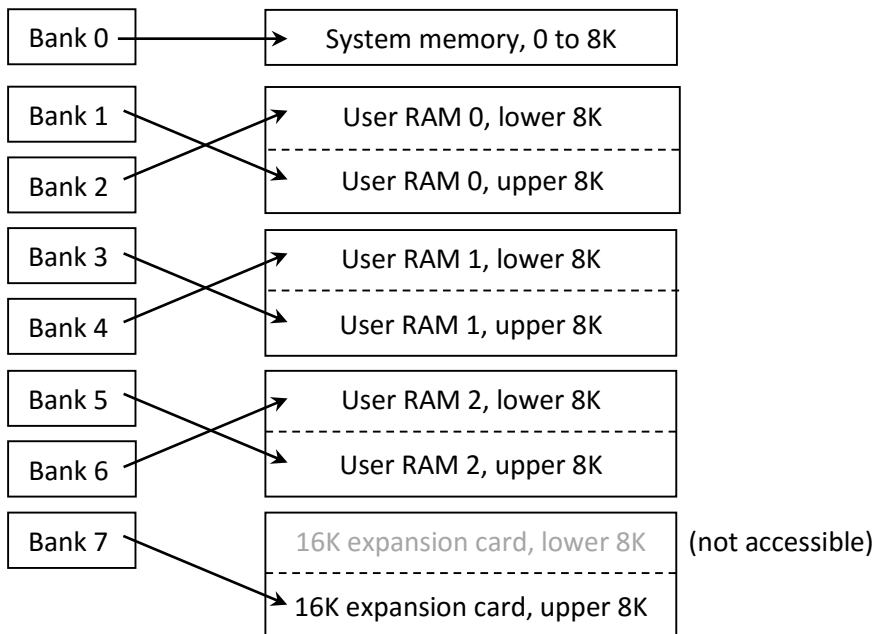 Bank 0
System memory, 0 to 8K
Bank 1
User RAM 0, lower 8K
Bank 2
User RAM 0, upper 8K
Bank 3
User RAM 1, lower 8K
Bank 4
User RAM 1, upper 8K
Bank 5
User RAM 2, lower 8K
Bank 6
User RAM 2, upper 8K
Bank 7
16K expansion card, lower 8K
(not accessible)
16K expansion card, upper 8K